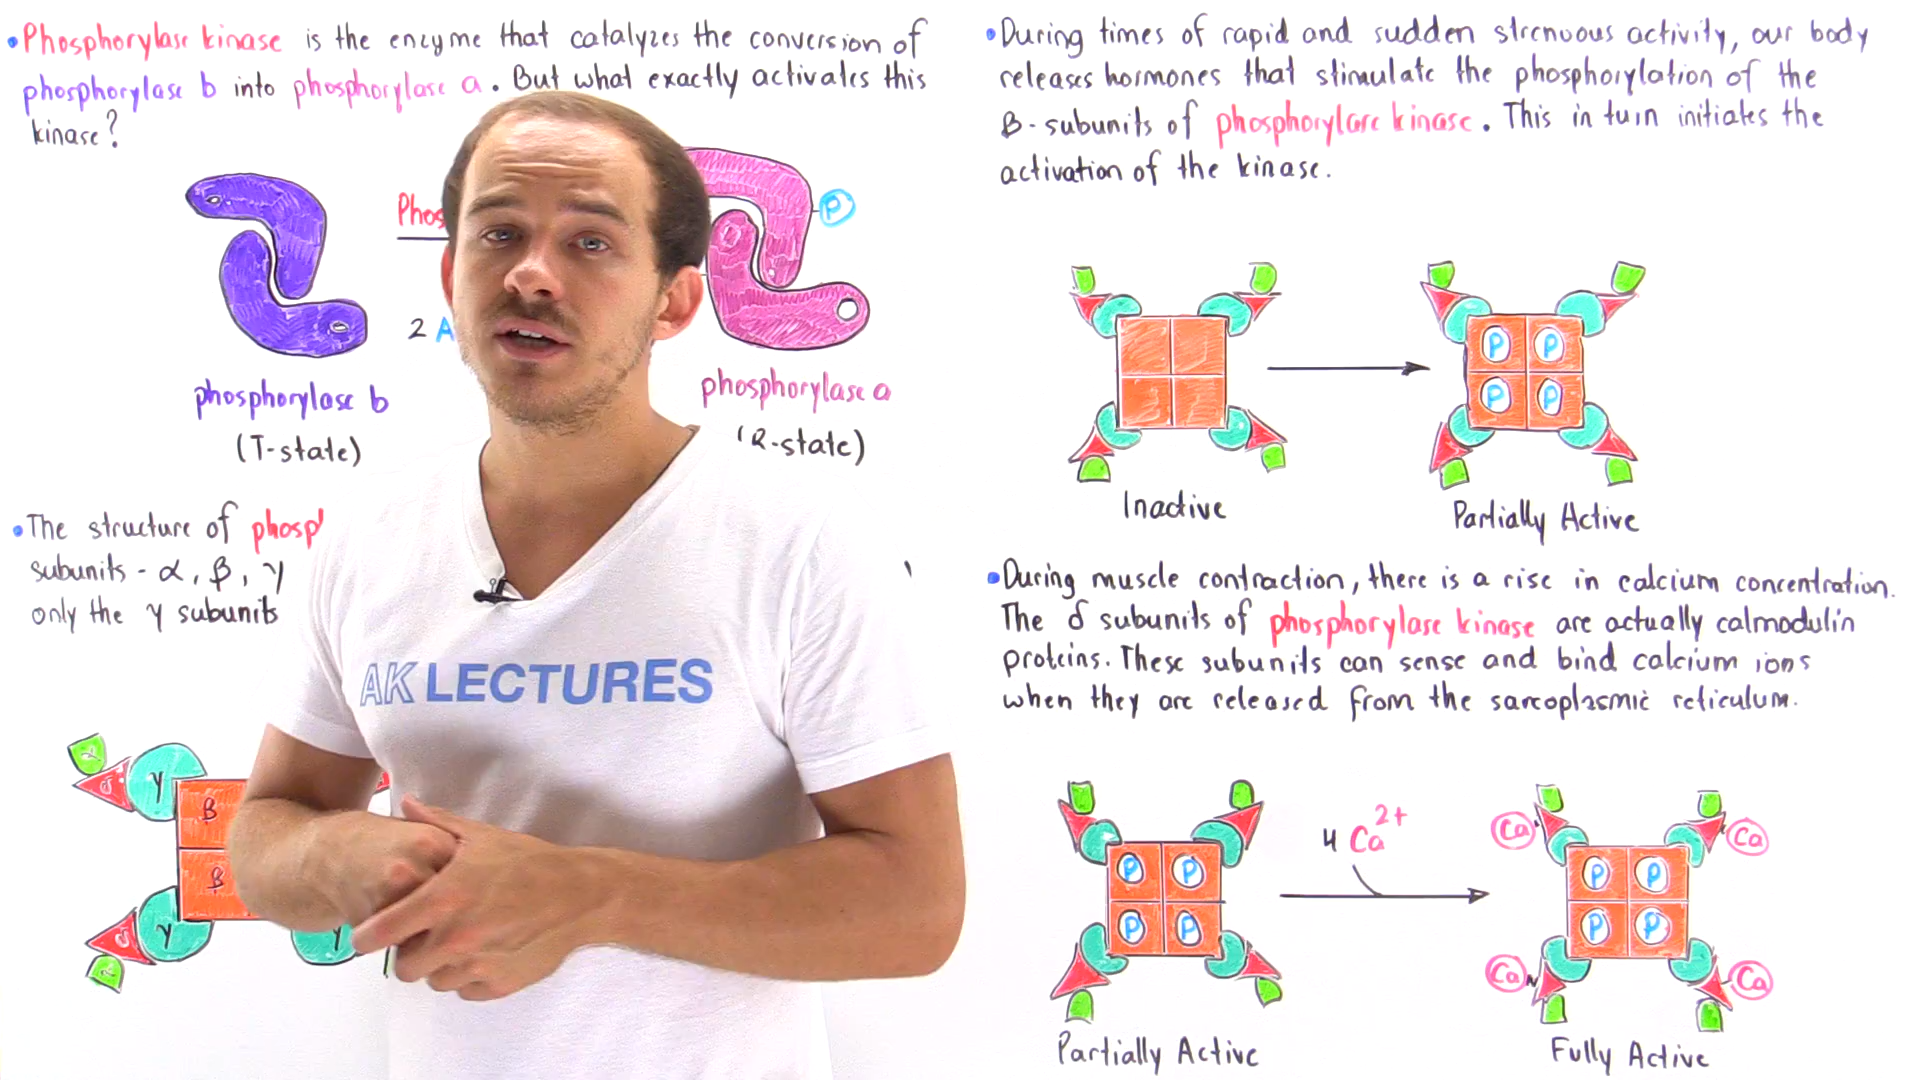 •Phosphorylase kinase is the enzyme that catalyzes the conversion of
phosphorylase b into phosphorylase a. But what exactly activates this
kinase?
Phos
2 A
P
phosphorylase b
(T-state)
phosphorylase a
(R-state)
•The structure of phosp
subunits - α, β, γ
only the γ subunits
γ
β
β
γ
γ
AK LECTURES
•During times of rapid and sudden strenuous activity, our body
releases hormones that stimulate the phosphorylation of the
β-subunits of phosphorylase kinase. This in turn initiates the
activation of the kinase.
P P
P P
Inactive
Partially Active
•During muscle contraction, there is a rise in calcium concentration.
The δ subunits of phosphorylase kinase are actually calmodulin
proteins. These subunits can sense and bind calcium ions
when they are released from the sarcoplasmic reticulum.
P P
P P
4 Ca2+
Ca Ca
P P
P P
Ca Ca
Partially Active
Fully Active